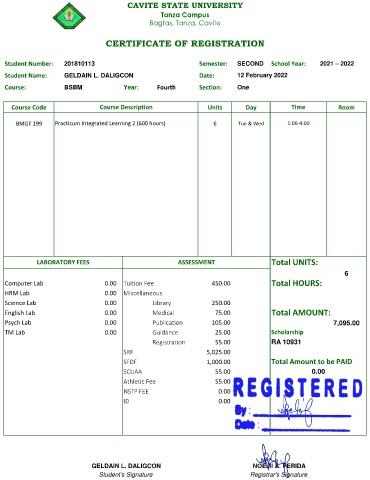 CAVITE STATE UNIVERSITY
Tanza Campus
Bagtas, Tanza, Cavite
CERTIFICATE OF REGISTRATION
Student Number: 201810113 Semester: SECOND School Year: 2021 – 2022
Student Name: GELDAIN L. DALIGCON Date: 12 February 2022
Course: BSBM Year: Fourth Section: One
Course Code Course Description Units Day Time Room
BMGT 199 Practicum Integrated Learning 2 (600 hours) 6 Tue & Wed 1:00-4:00
LABORATORY FEES ASSESSMENT Total UNITS:
6
Computer Lab 0.00 Tuition Fee 450.00 Total HOURS:
HRM Lab 0.00 Miscellaneous
Science Lab 0.00 Library 250.00
English Lab 0.00 Medical 75.00 Total AMOUNT:
Psych Lab 0.00 Publication 105.00 7,095.00
TM Lab 0.00 Guidance 25.00 Scholarship
Registration 55.00 RA 10931
SRF 5,025.00
SFDF 1,000.00 Total Amount to be PAID
SCUAA 55.00 0.00
Athletic Fee 55.00
NSTP FEE 0.00
ID 0.00
REGISTERED
By :
Date :
GELDAIN L. DALIGCON
Student's Signature
Registrar's Signature